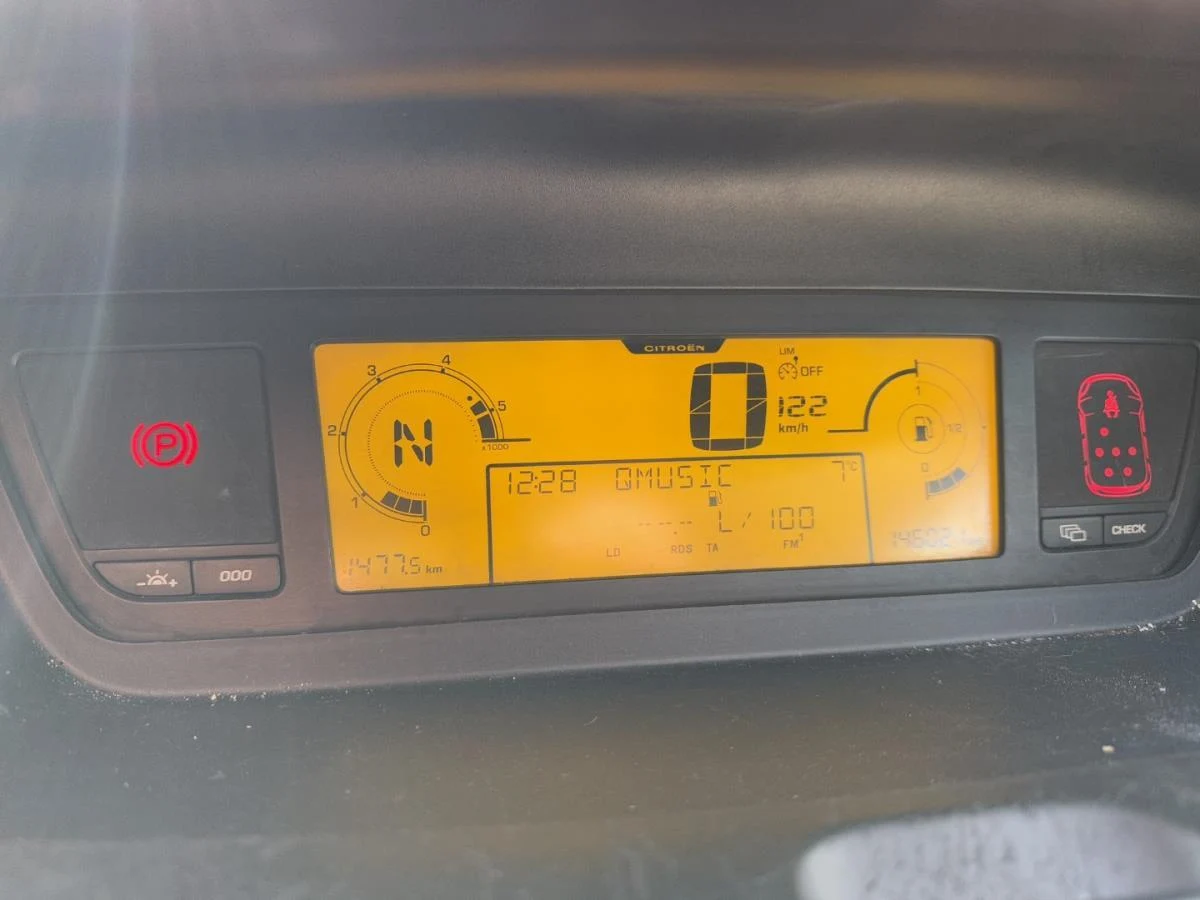 CITROËN
LIM
OFF
3 4
2 5
x1000
1
0
N
0
122
km/h
1
1/2
0
P
12:28 QMUSIC 7°C
---.- L/100
LD RDS TA FM1
1477.5 km
- +
000
CHECK